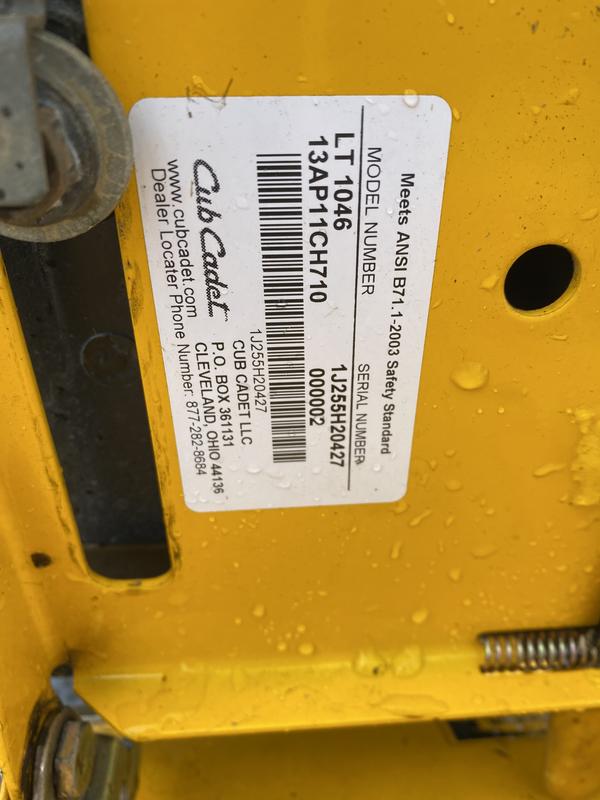 Meets ANSI B71.1-2003 Safety Standard
MODEL NUMBER SERIAL NUMBER
LT 1046 1J255H20427
13AP11CH710 000002
1J255H20427
Cub Cadet. CUB CADET LLC
P.O. BOX 361131
www.cubcadet.com CLEVELAND, OHIO 44136
Dealer Locater Phone Number: 877-282-8684